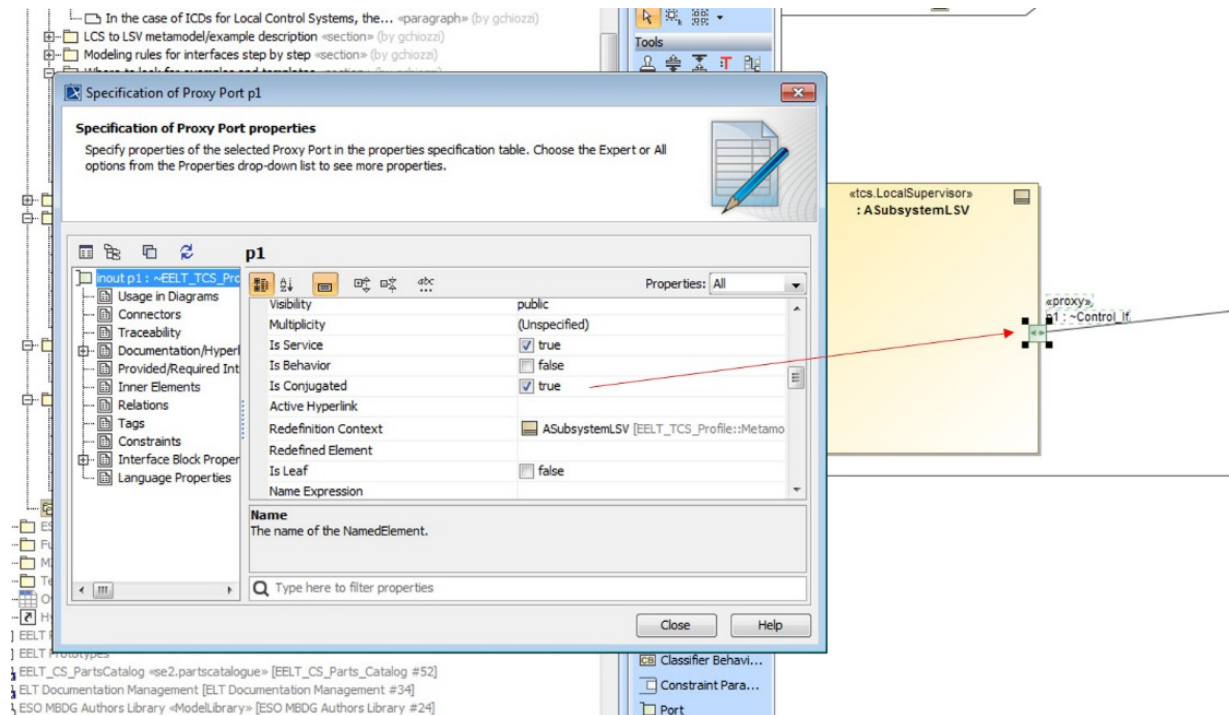 In the case of ICDs for Local Control Systems, the... «paragraph» (by gchiozzi)
LCS to LSV metamodel/example description «section» (by gchiozzi)
Modeling rules for interfaces step by step «section» (by gchiozzi)
Tools
Specification of Proxy Port p1
Specification of Proxy Port properties
Specify properties of the selected Proxy Port in the properties specification table. Choose the Expert or All
options from the Properties drop-down list to see more properties.
p1
inout p1 : ~EELT_TCS_Pro
Usage in Diagrams
Connectors
Traceability
Documentation/Hyperl
Provided/Required Int
Inner Elements
Relations
Tags
Constraints
Interface Block Proper
Language Properties
Properties: All
Visibility public
Multiplicity (Unspecified)
Is Service true
Is Behavior false
Is Conjugated true
Active Hyperlink
Redefinition Context ASubsystemLSV [EELT_TCS_Profile::Metamo
Redefined Element
Is Leaf false
Name Expression
Name
The name of the NamedElement.
Type here to filter properties
Close Help
«tcs.LocalSupervisor»
: ASubsystemLSV
«proxy»
p1 : ~Control_If
EELT Prototypes
EELT_CS_PartsCatalog «se2.partscatalogue» [EELT_CS_Parts_Catalog #52]
ELT Documentation Management [ELT Documentation Management #34]
ESO MBDG Authors Library «ModelLibrary» [ESO MBDG Authors Library #24]
Classifier Behavi...
Constraint Para...
Port